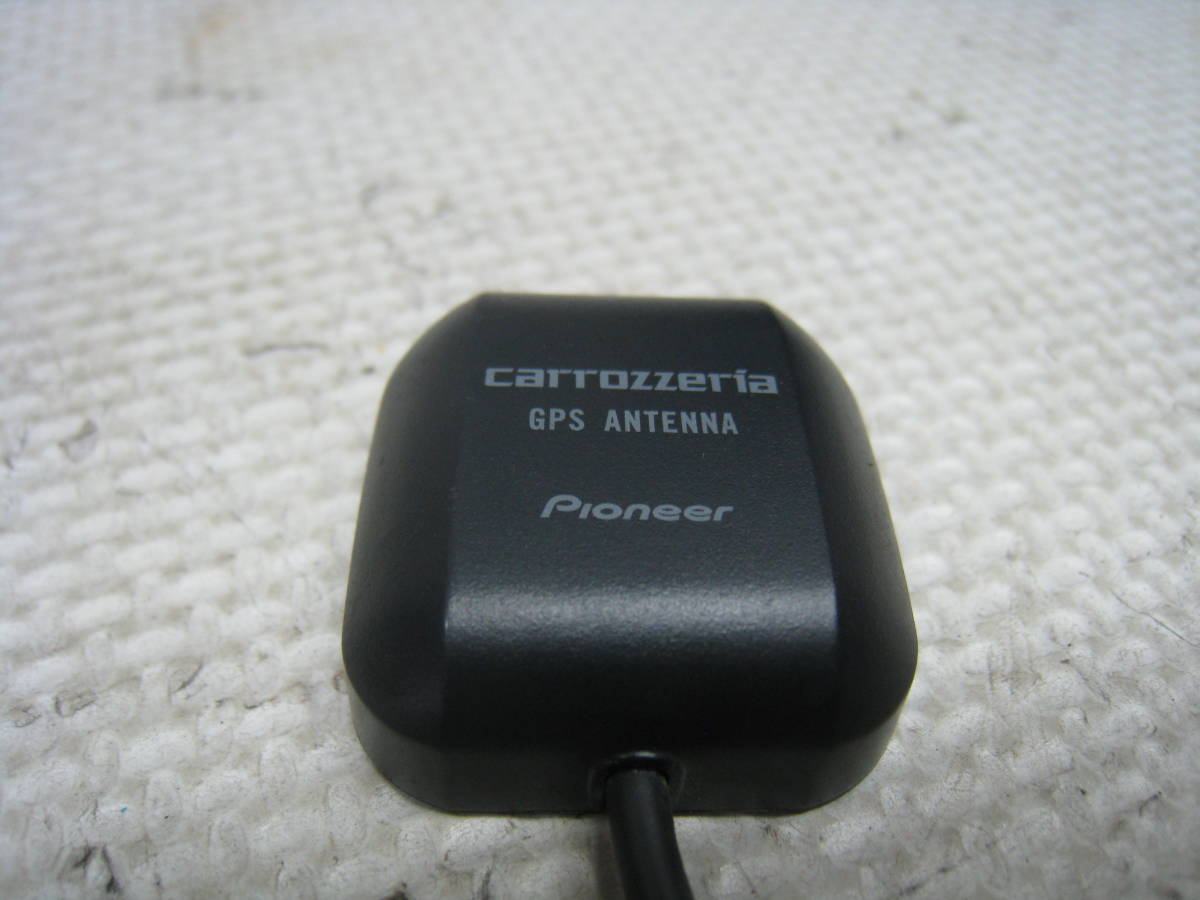 carrozzeria
GPS ANTENNA
Pioneer